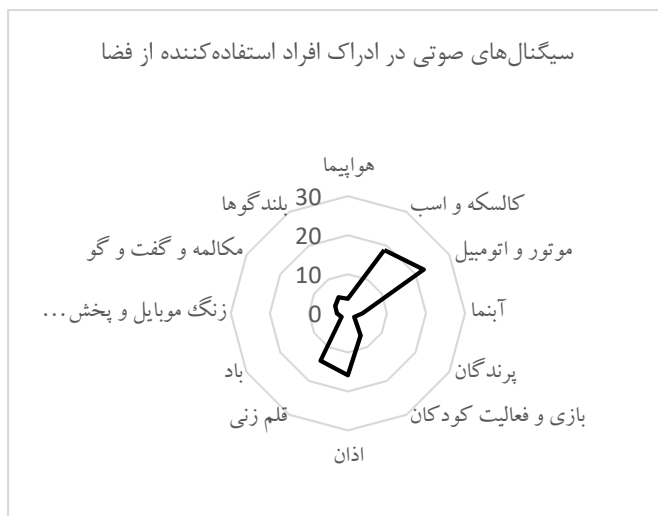 سیگنال‌های صوتی در ادراک افراد استفاده‌کننده از فضا
هواپیما
کالسکه و اسب
موتور و اتومبیل
آبنما
پرندگان
بازی و فعالیت کودکان
اذان
قلم زنی
باد
زنگ موبایل و پخش...
مکالمه و گفت و گو
بلندگوها
30
20
10
0